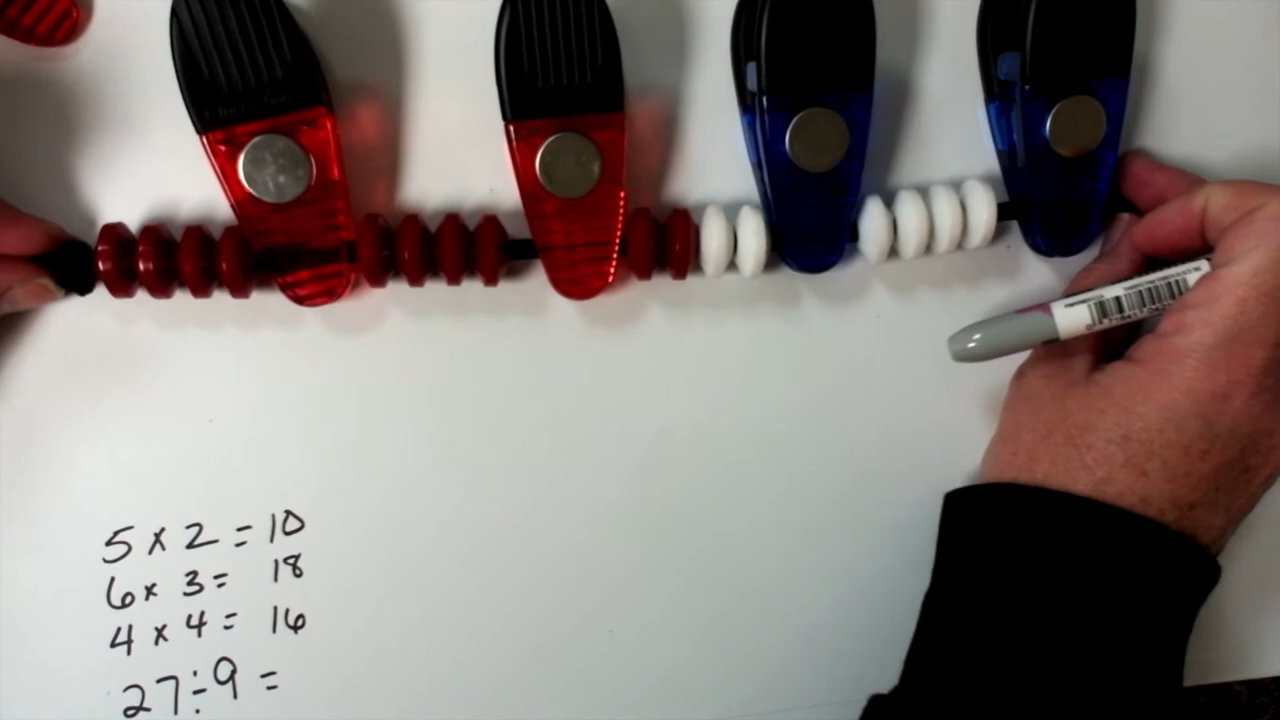 5 x 2 = 10
6 x 3 = 18
4 x 4 = 16
27 ÷ 9 =